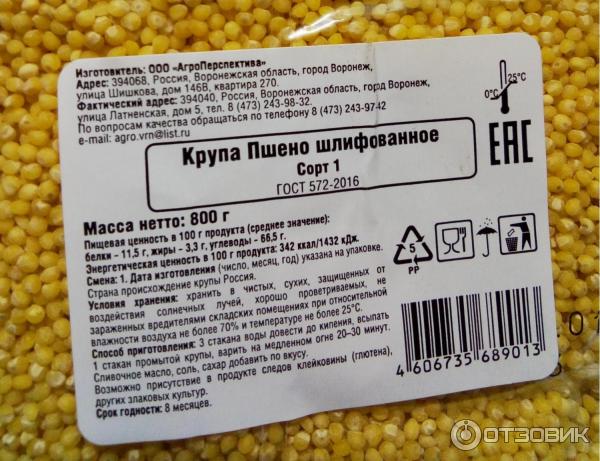 Изготовитель: ООО «АгроПерспектива»
Адрес: 394068, Россия, Воронежская область, город Воронеж,
улица Шишкова, дом 146В, квартира 270.
Фактический адрес: 394040, Россия, Воронежская область, город Воронеж,
улица Латненская, дом 5, тел. 8 (473) 243-98-32.
По вопросам качества обращаться по телефону 8 (473) 243-97-42
e-mail: agro.vrn@list.ru
0°C
25°C
EAC
Крупа Пшено шлифованное
Сорт 1
ГОСТ 572-2016
Масса нетто: 800 г
Пищевая ценность в 100 г продукта (среднее значение):
белки - 11,5 г, жиры - 3,3 г, углеводы - 66,5 г.
Энергетическая ценность в 100 г продукта: 342 ккал/1432 кДж.
Смена: 1. Дата изготовления (число, месяц, год) указана на упаковке.
Страна происхождение крупы Россия.
Условия хранения: хранить в чистых, сухих, защищенных от
воздействия солнечных лучей, хорошо проветриваемых, не
зараженных вредителями складских помещениях при относительной
влажности воздуха не более 70% и температуре не более 25°С.
Способ приготовления: 3 стакана воды довести до кипения, всыпать
1 стакан промытой крупы, варить на медленном огне 20–30 минут.
Сливочное масло, соль, сахар добавить по вкусу.
Возможно присутствие в продукте следов клейковины (глютена),
других злаковых культур.
Срок годности: 8 месяцев.
5
PP
4 606735 689013
ОТЗОВИК